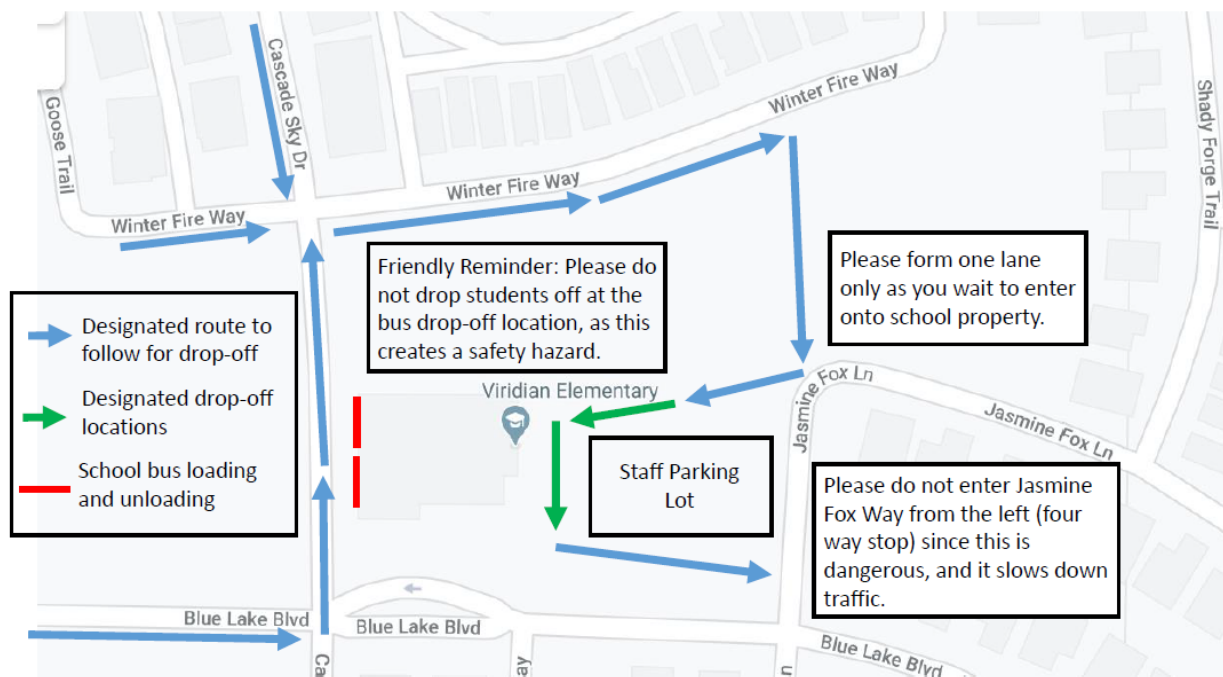 Goose Trail
Cascade Sky Dr
Winter Fire Way
Winter Fire Way
Winter Fire Way
Shady Forge Trail
Friendly Reminder: Please do
not drop students off at the
bus drop-off location, as this
creates a safety hazard.
Please form one lane
only as you wait to enter
onto school property.
Designated route to
follow for drop-off
Designated drop-off
locations
School bus loading
and unloading
Viridian Elementary
Jasmine Fox Ln
Jasmine Fox Ln
Staff Parking
Lot
Please do not enter Jasmine
Fox Way from the left (four
way stop) since this is
dangerous, and it slows down
traffic.
Blue Lake Blvd
Blue Lake Blvd
Blue Lake Blvd
Ca
ay
n